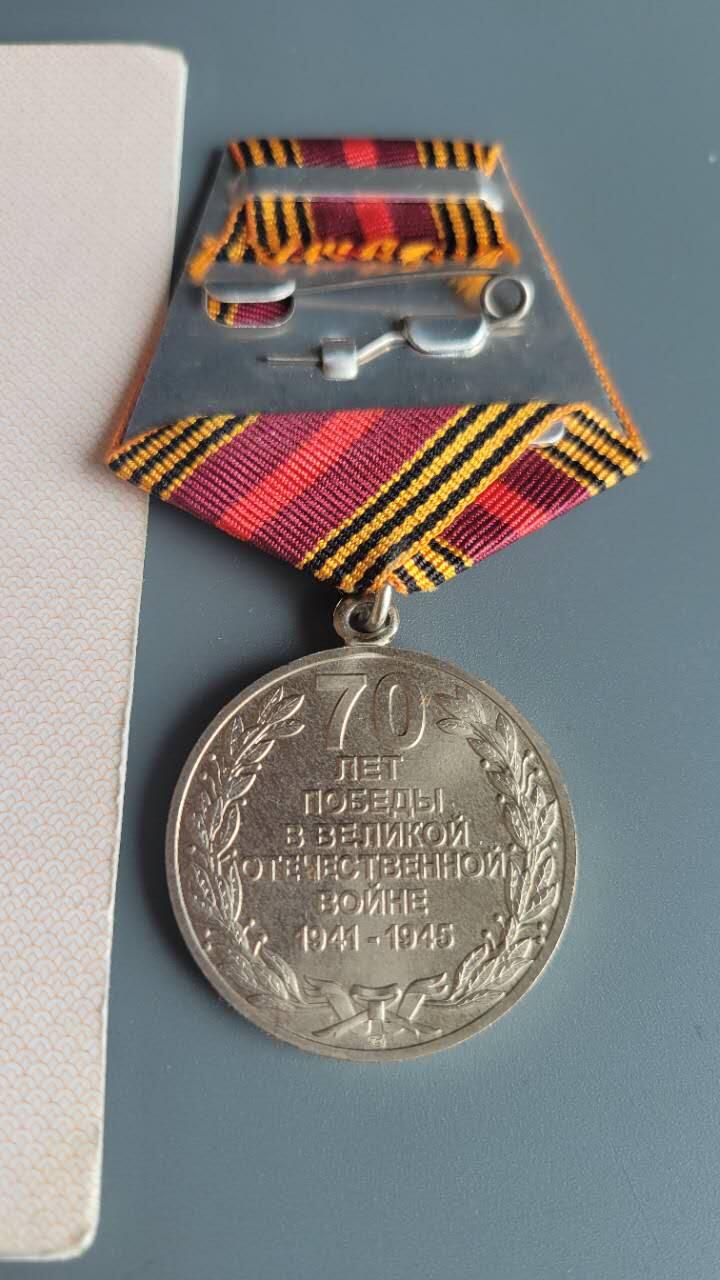 70
ЛЕТ
ПОБЕДЫ
В ВЕЛИКОЙ
ОТЕЧЕСТВЕННОЙ
ВОЙНЕ
1941 - 1945